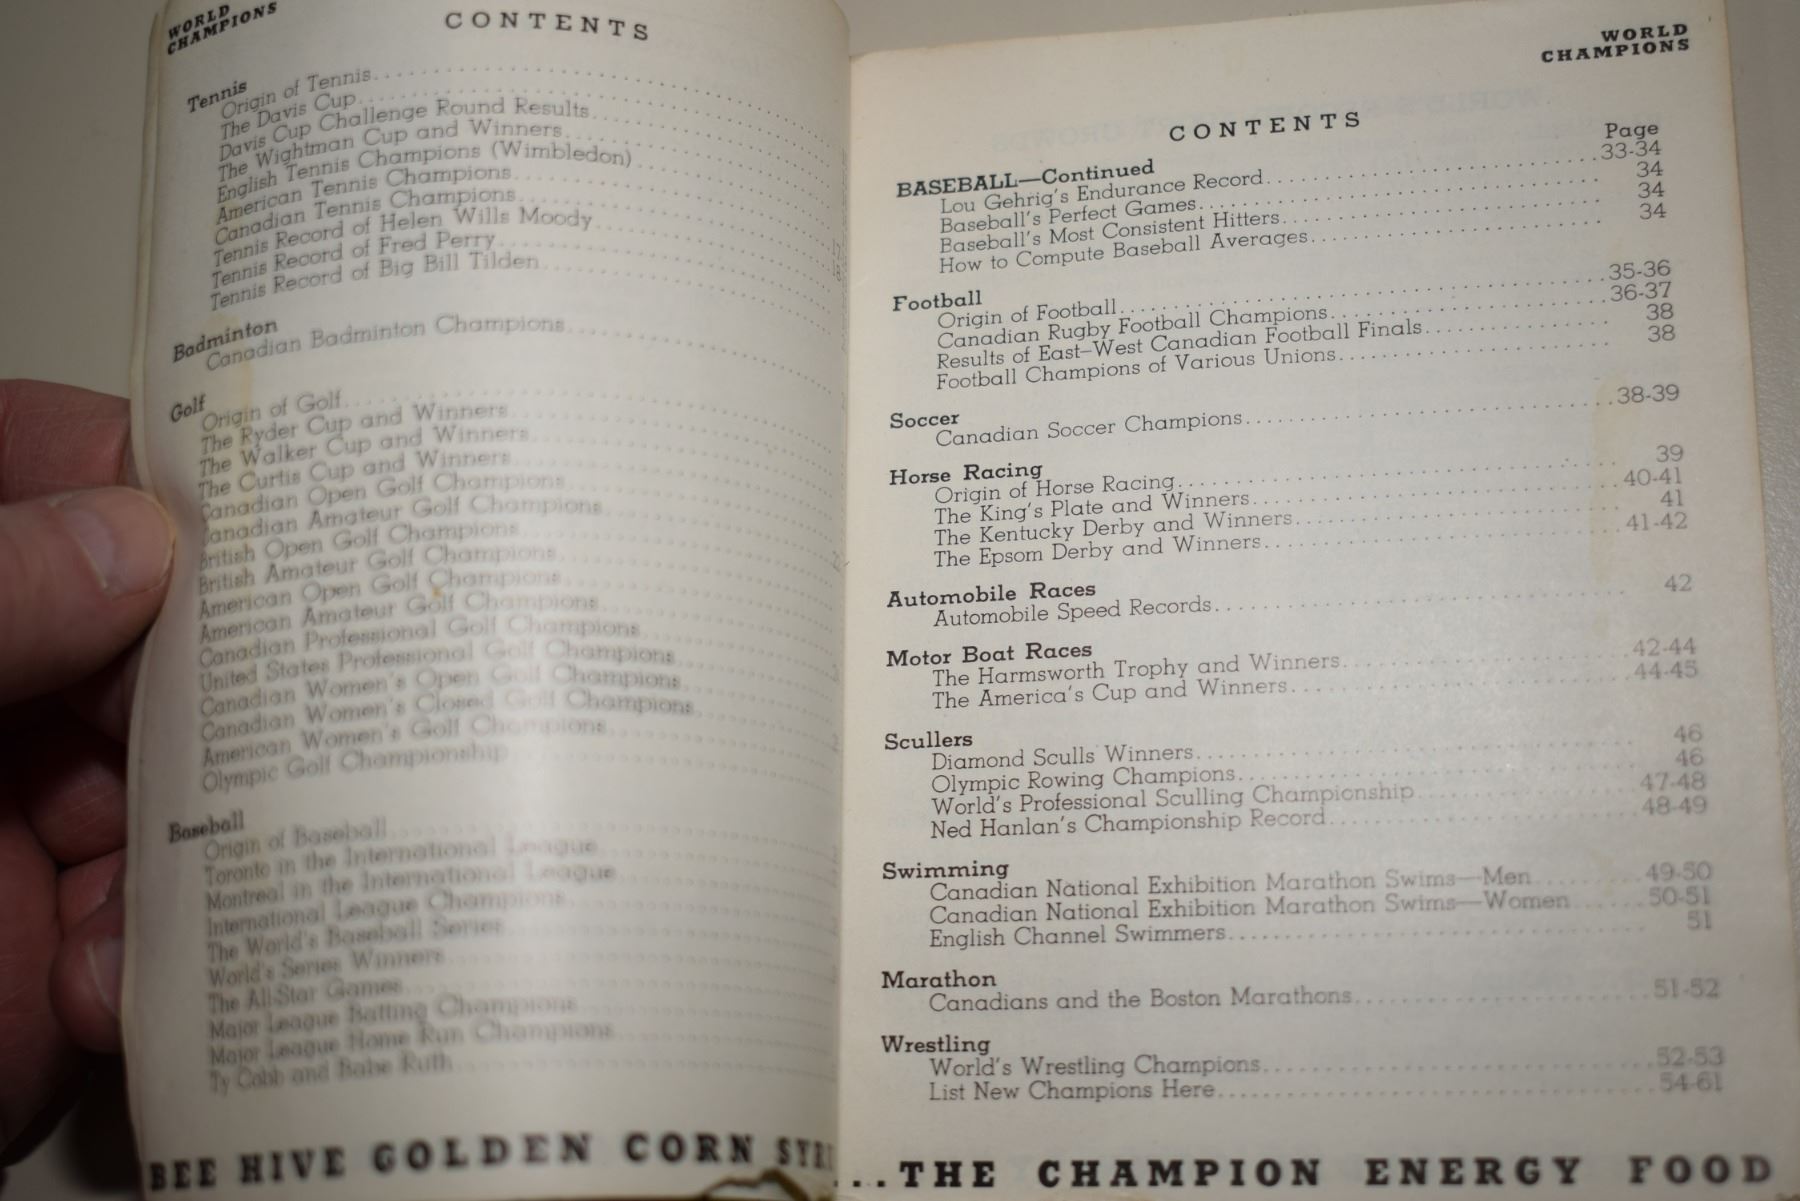 WORLD
CHAMPIONS
CONTENTS
Tennis
Origin of Tennis
The Davis Cup
Davis Cup Challenge Round Results
The Wightman Cup and Winners
English Tennis Champions (Wimbledon)
American Tennis Champions
Canadian Tennis Champions
Tennis Record of Helen Wills Moody
Tennis Record of Fred Perry
Tennis Record of Big Bill Tilden
Badminton
Canadian Badminton Champions
Golf
Origin of Golf
The Ryder Cup and Winners
The Walker Cup and Winners
The Curtis Cup and Winners
Canadian Open Golf Champions
Canadian Amateur Golf Champions
British Open Golf Champions
British Amateur Golf Champions
American Open Golf Champions
American Amateur Golf Champions
Canadian Professional Golf Champions
United States Professional Golf Champions
Canadian Women's Open Golf Champions
Canadian Women's Closed Golf Champions
American Women's Golf Champions
Olympic Golf Championship
Baseball
Origin of Baseball
Toronto in the International League
Montreal in the International League
International League Champions
The World's Baseball Series
World's Series Winners
The All-Star Games
Major League Batting Champions
Major League Home Run Champions
Ty Cobb and Babe Ruth
BEE HIVE GOLDEN CORN
WORLD
CHAMPIONS
CONTENTS
Page
BASEBALL—Continued
Lou Gehrig's Endurance Record 33-34
Baseball's Perfect Games 34
Baseball's Most Consistent Hitters 34
How to Compute Baseball Averages 34
Football
Origin of Football 35-36
Canadian Rugby Football Champions 36-37
Results of East-West Canadian Football Finals 38
Football Champions of Various Unions 38
Soccer
Canadian Soccer Champions 38-39
Horse Racing
Origin of Horse Racing 39
The King's Plate and Winners 40-41
The Kentucky Derby and Winners 41
The Epsom Derby and Winners 41-42
Automobile Races
Automobile Speed Records 42
Motor Boat Races
The Harmsworth Trophy and Winners 42-44
The America's Cup and Winners 44-45
Scullers
Diamond Sculls Winners 46
Olympic Rowing Champions 46
World's Professional Sculling Championship 47-48
Ned Hanlan's Championship Record 48-49
Swimming
Canadian National Exhibition Marathon Swims—Men 49-50
Canadian National Exhibition Marathon Swims—Women 50-51
English Channel Swimmers 51
Marathon
Canadians and the Boston Marathons 51-52
Wrestling
World's Wrestling Champions 52-53
List New Champions Here 54-61
...THE CHAMPION ENERGY FOOD